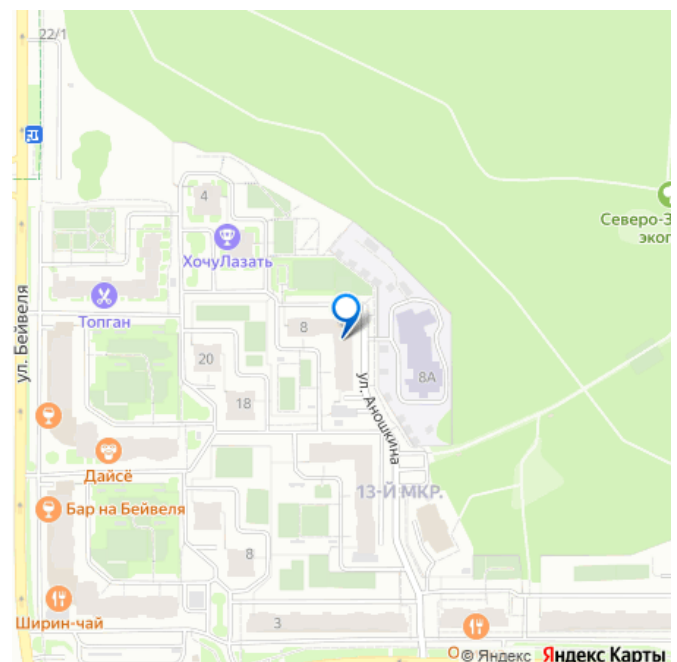 22/1
4
Северо-З
экоп
ХочуЛазать
Топган
8
ул. Бейвеля
20
18
8А
ул. Аношкина
Дайсё
13-Й МКР.
Бар на Бейвеля
8
Ширин-чай
3
О
© Яндекс Яндекс Карты